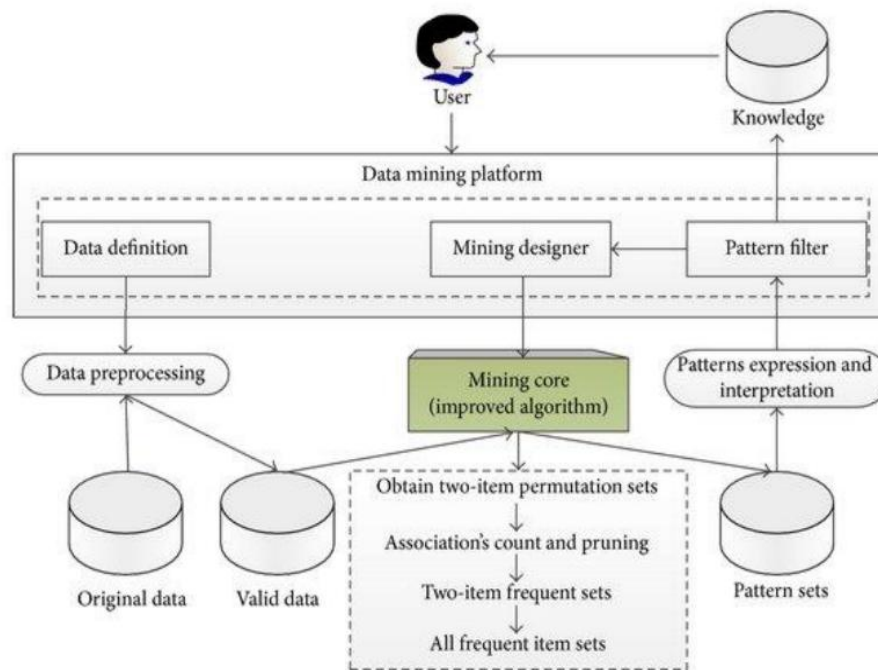 User
Knowledge
Data mining platform
Data definition
Mining designer
Pattern filter
Data preprocessing
Mining core
(improved algorithm)
Patterns expression and
interpretation
Obtain two-item permutation sets
Association's count and pruning
Two-item frequent sets
All frequent item sets
Original data
Valid data
Pattern sets